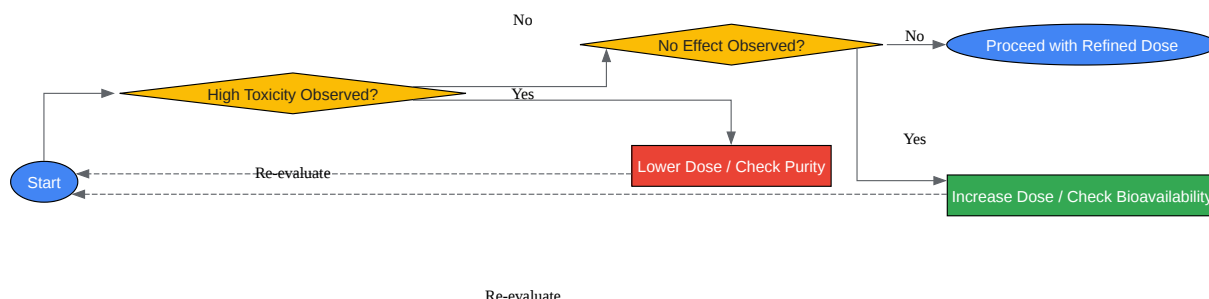 No
No Effect Observed?
No
Proceed with Refined Dose
High Toxicity Observed?
Yes
Yes
Lower Dose / Check Purity
Re-evaluate
Start
Increase Dose / Check Bioavailability
Re-evaluate